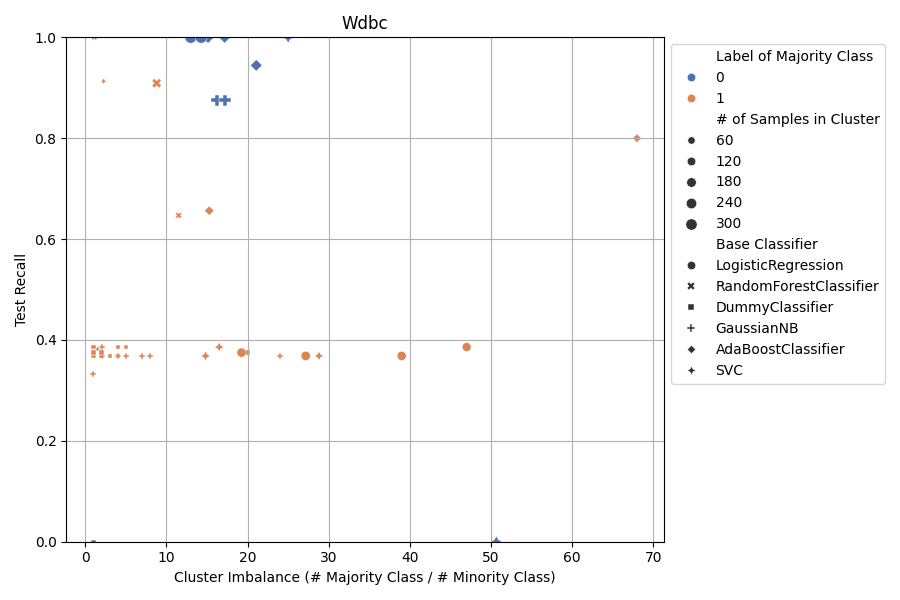 Wdbc
1.0
0.8
0.6
0.4
0.2
0.0
Test Recall
0 10 20 30 40 50 60 70
Cluster Imbalance (# Majority Class / # Minority Class)
Label of Majority Class
0
1
# of Samples in Cluster
60
120
180
240
300
Base Classifier
LogisticRegression
RandomForestClassifier
DummyClassifier
GaussianNB
AdaBoostClassifier
SVC